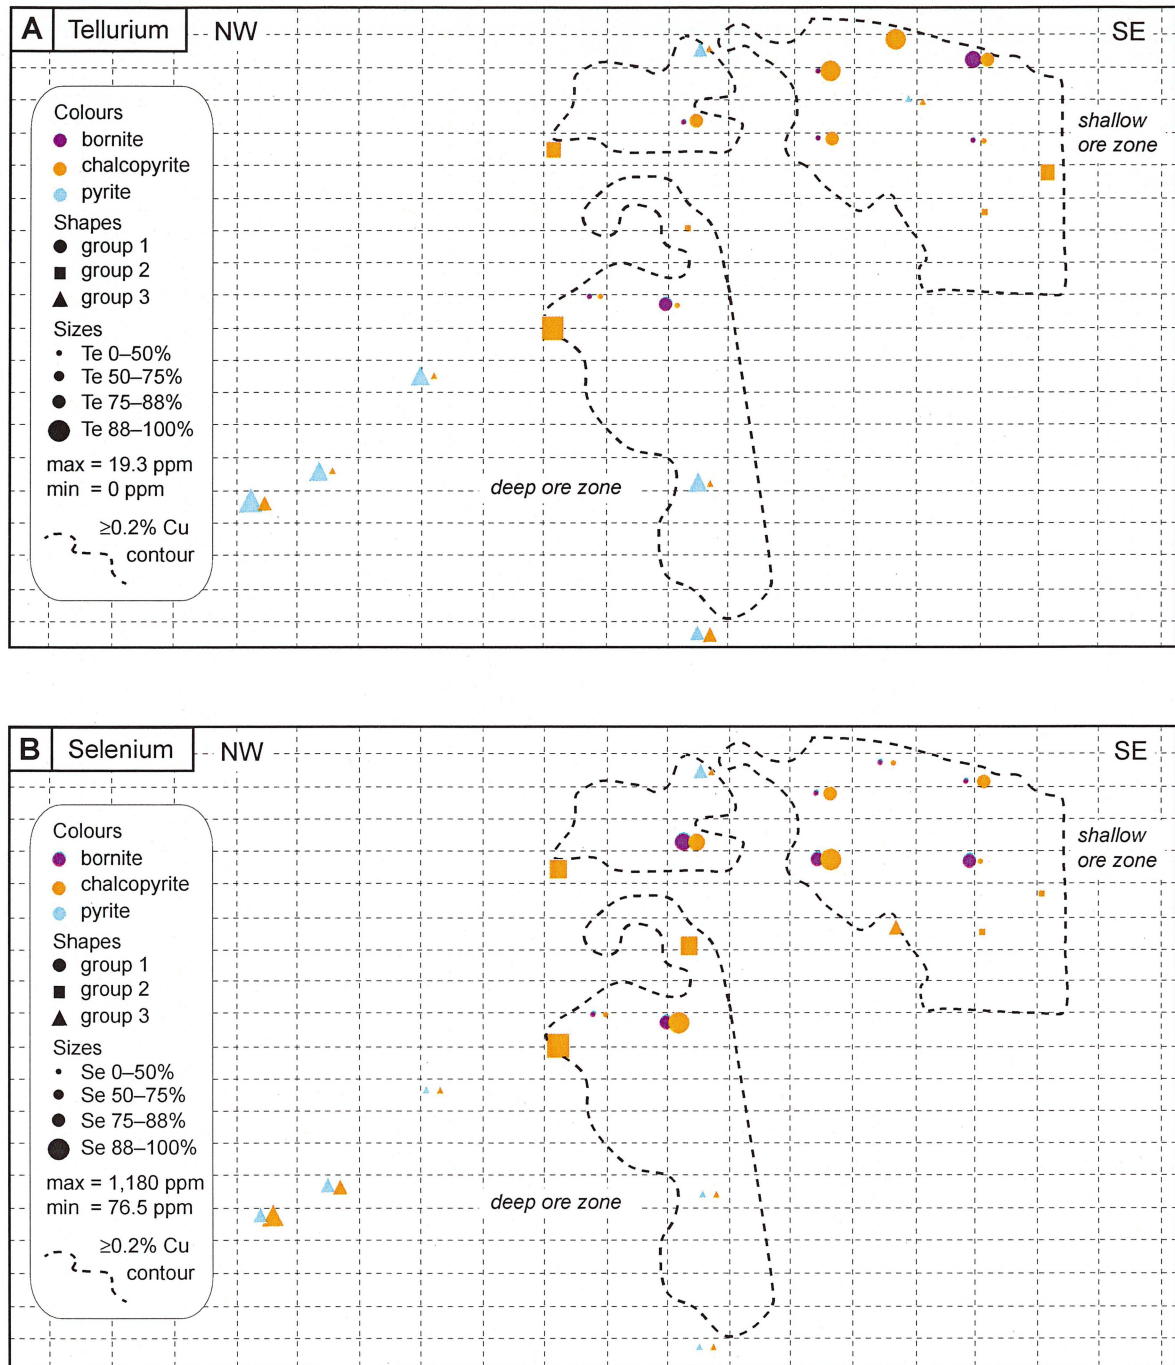 A Tellurium NW SE
Colours
bornite
chalcopyrite
pyrite
Shapes
group 1
group 2
group 3
Sizes
Te 0–50%
Te 50–75%
Te 75–88%
Te 88–100%
max = 19.3 ppm
min = 0 ppm
≥0.2% Cu
contour
shallow
ore zone
deep ore zone
B Selenium NW SE
Colours
bornite
chalcopyrite
pyrite
Shapes
group 1
group 2
group 3
Sizes
Se 0–50%
Se 50–75%
Se 75–88%
Se 88–100%
max = 1,180 ppm
min = 76.5 ppm
≥0.2% Cu
contour
shallow
ore zone
deep ore zone